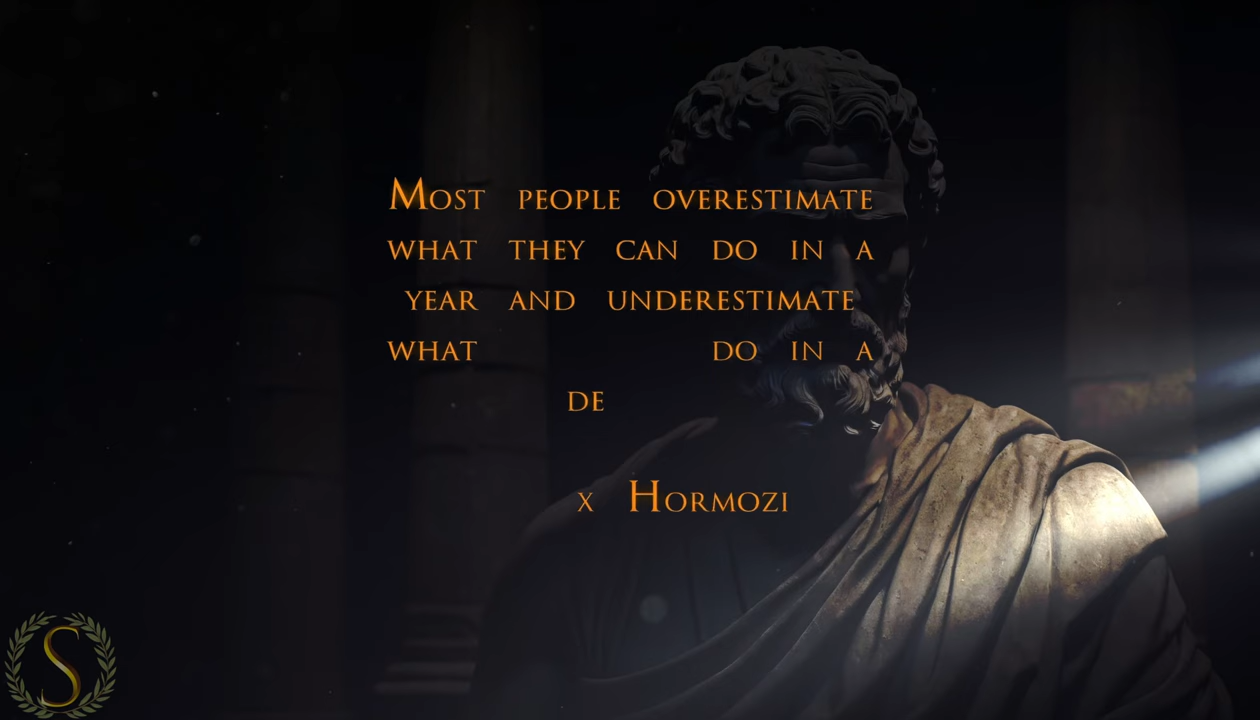 Most people overestimate
what they can do in a
year and underestimate
what do in a
de
x Hormozi
S